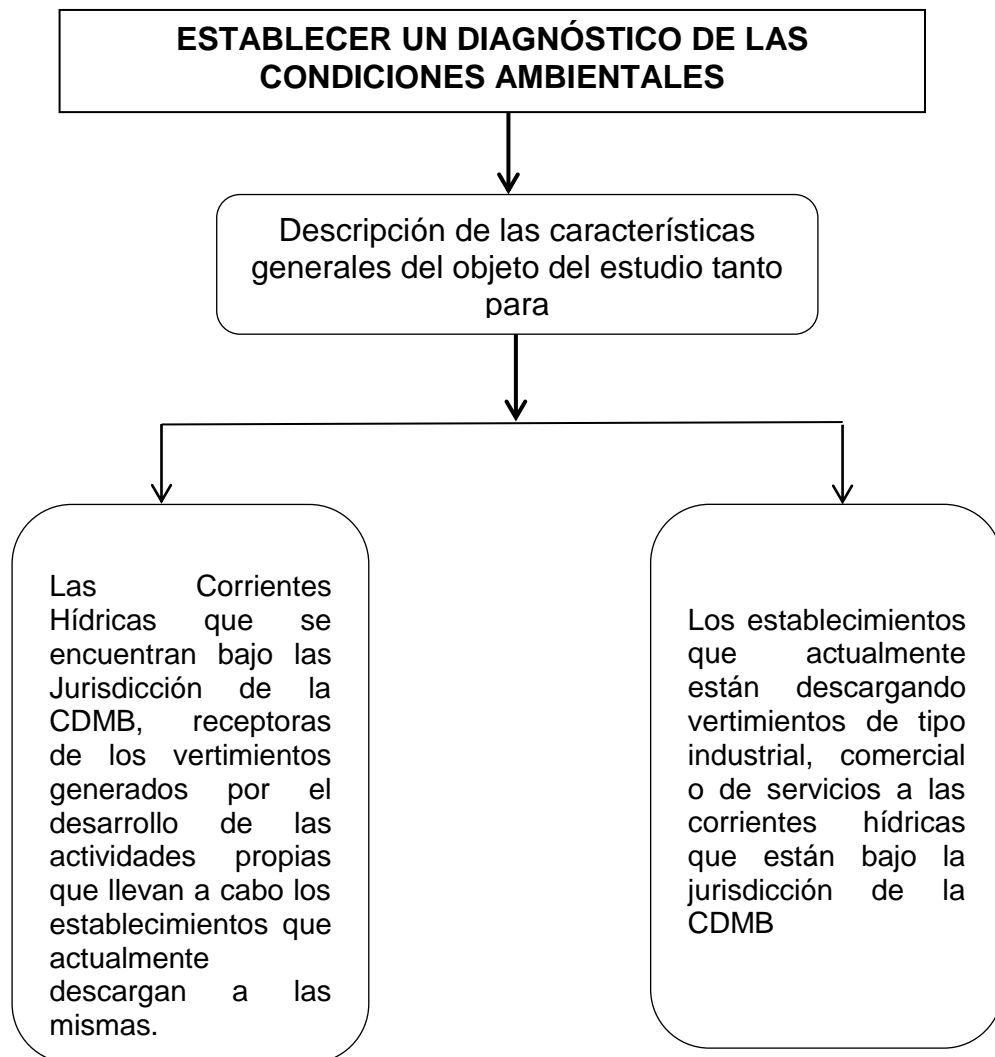 ESTABLECER UN DIAGNÓSTICO DE LAS
CONDICIONES AMBIENTALES
Descripción de las características
generales del objeto del estudio tanto
para
Las Corrientes
Hídricas que se
encuentran bajo las
Jurisdicción de la
CDMB, receptoras
de los vertimientos
generados por el
desarrollo de las
actividades propias
que llevan a cabo los
establecimientos que
actualmente
descargan a las
mismas.
Los establecimientos
que actualmente
están descargando
vertimientos de tipo
industrial, comercial
o de servicios a las
corrientes hídricas
que están bajo la
jurisdicción de la
CDMB